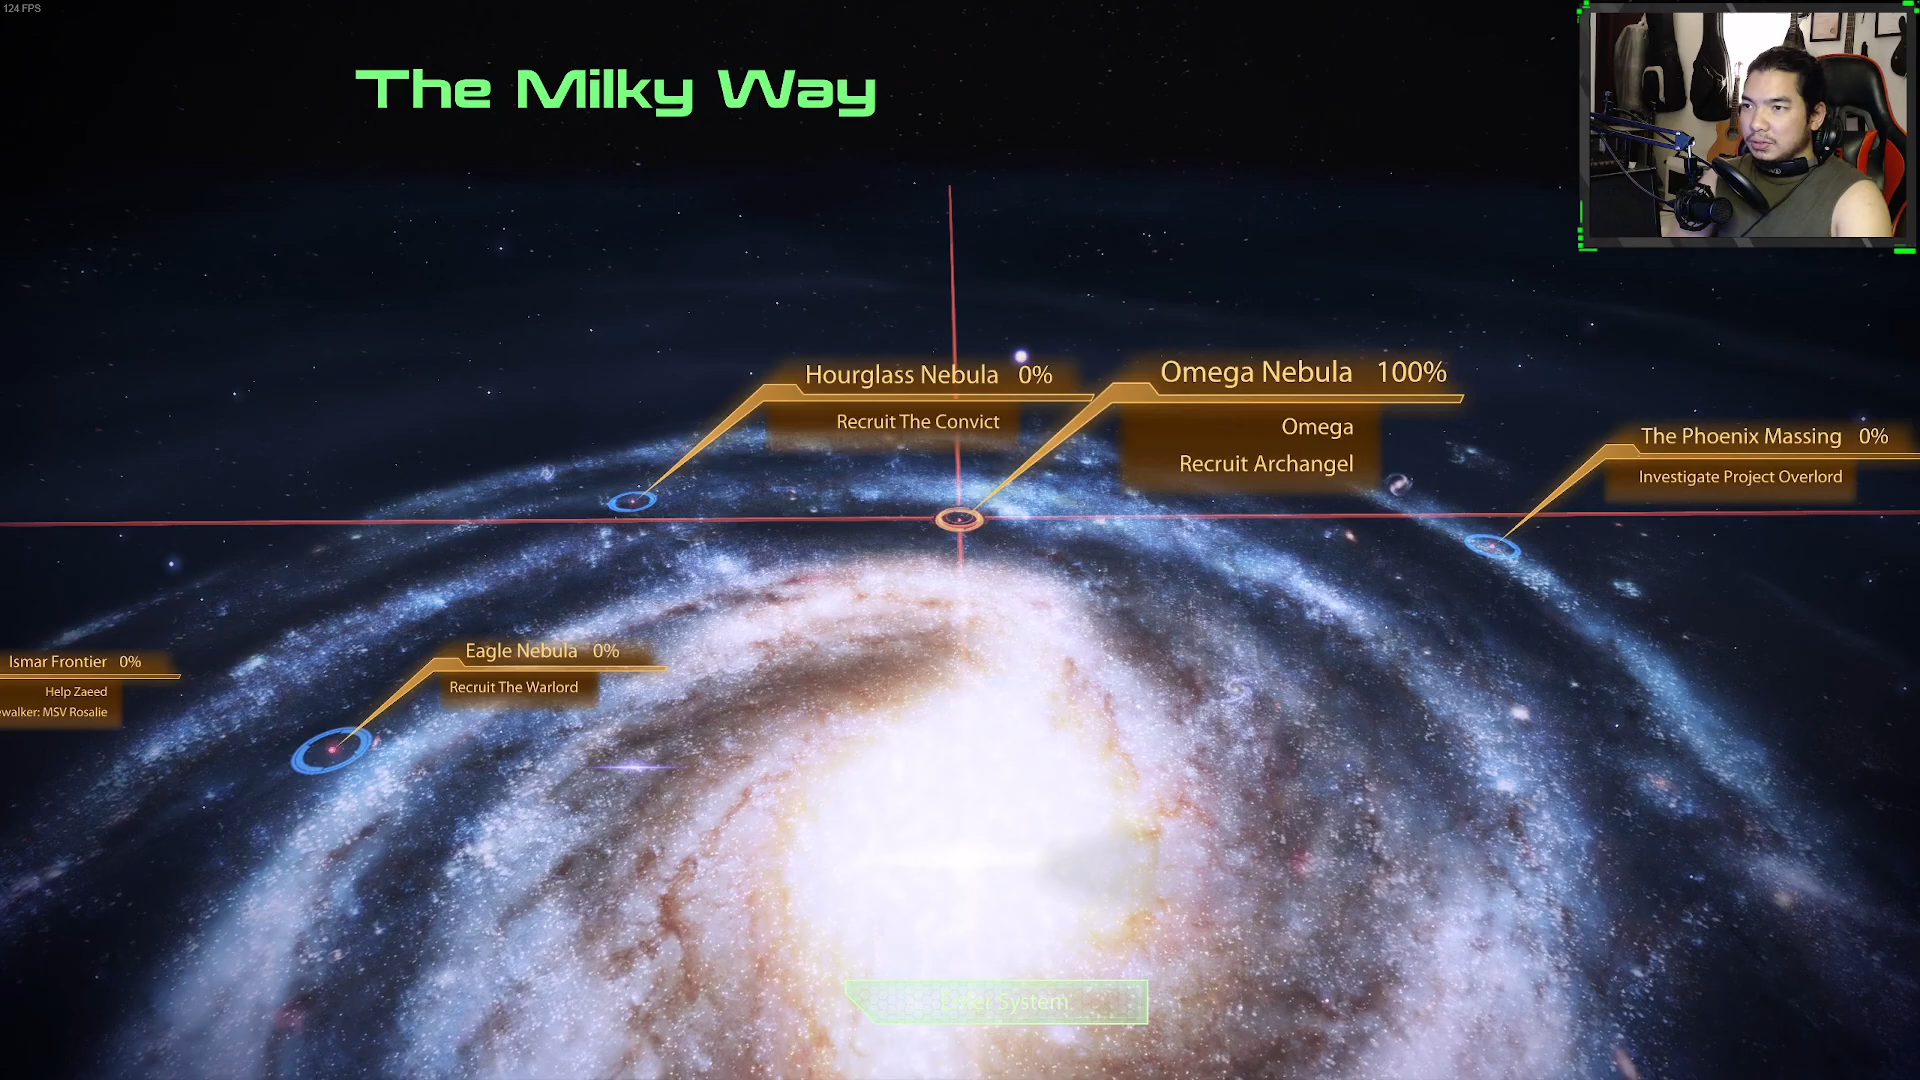 124 FPS
The Milky Way
Hourglass Nebula 0%
Recruit The Convict
Omega Nebula 100%
Omega
Recruit Archangel
The Phoenix Massing 0%
Investigate Project Overlord
Ismar Frontier 0%
Help Zaeed
ewalker: MSV Rosalie
Eagle Nebula 0%
Recruit The Warlord
Enter System